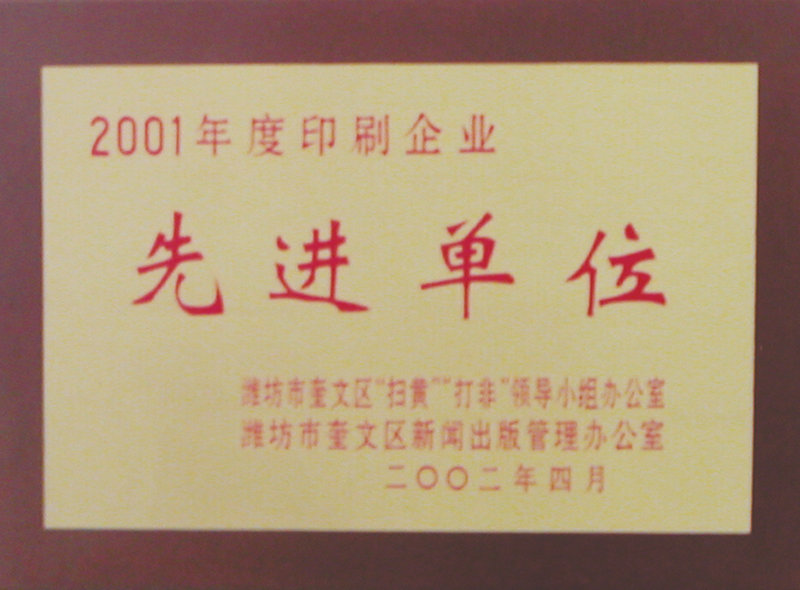 2001年度印刷企业
先进单位
潍坊市奎文区“扫黄”“打非”领导小组办公室
潍坊市奎文区新闻出版管理办公室
二〇〇二年四月